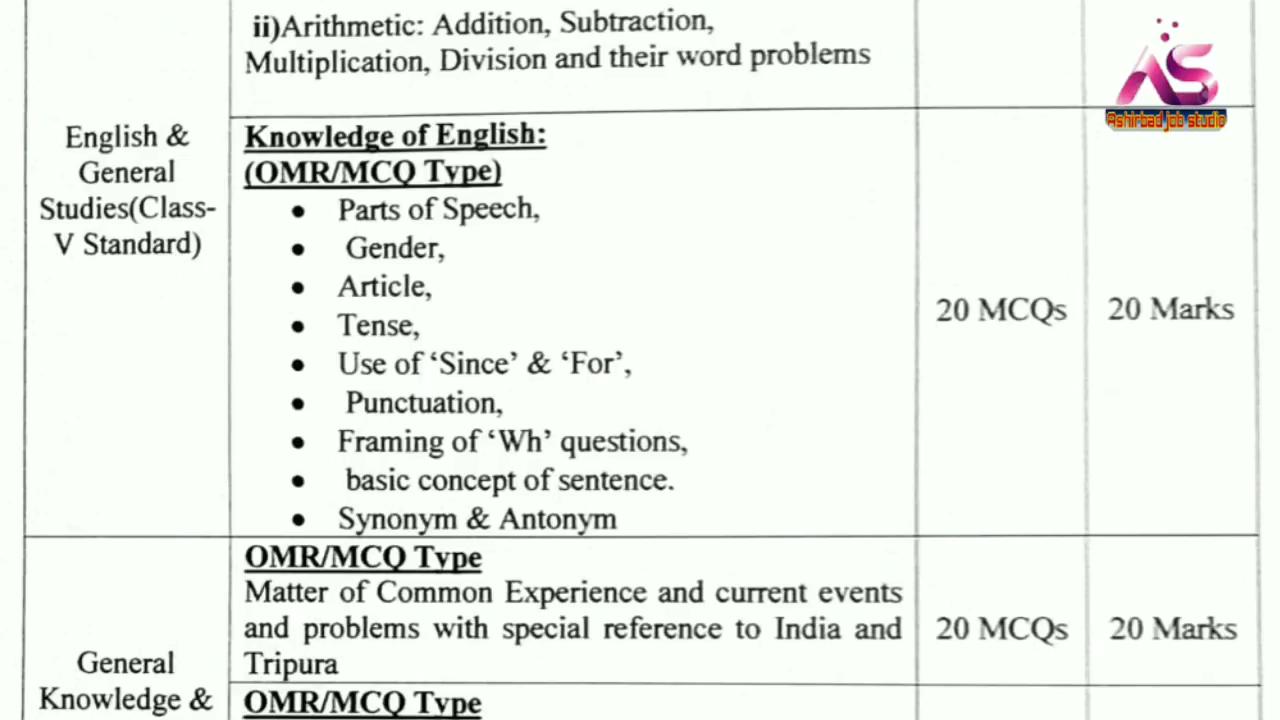 ii)Arithmetic: Addition, Subtraction,
Multiplication, Division and their word problems
Ashirbad job studio
English &
General
Studies(Class-
V Standard)
Knowledge of English:
(OMR/MCQ Type)
• Parts of Speech,
• Gender,
• Article,
• Tense,
• Use of ‘Since’ & ‘For’,
• Punctuation,
• Framing of ‘Wh’ questions,
• basic concept of sentence.
• Synonym & Antonym
20 MCQs
20 Marks
General
Knowledge &
OMR/MCQ Type
Matter of Common Experience and current events
and problems with special reference to India and
Tripura
20 MCQs
20 Marks
OMR/MCQ Type